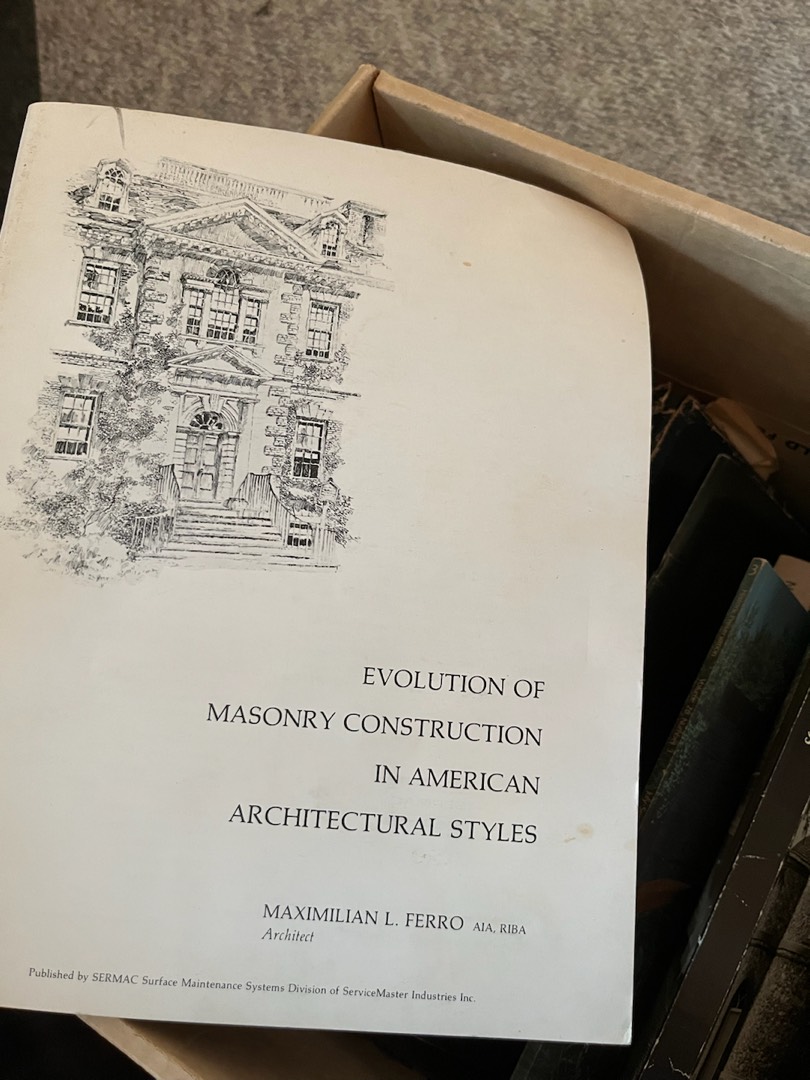 EVOLUTION OF
MASONRY CONSTRUCTION
IN AMERICAN
ARCHITECTURAL STYLES
MAXIMILIAN L. FERRO AIA, RIBA
Architect
Published by SERMAC Surface Maintenance Systems Division of ServiceMaster Industries Inc.